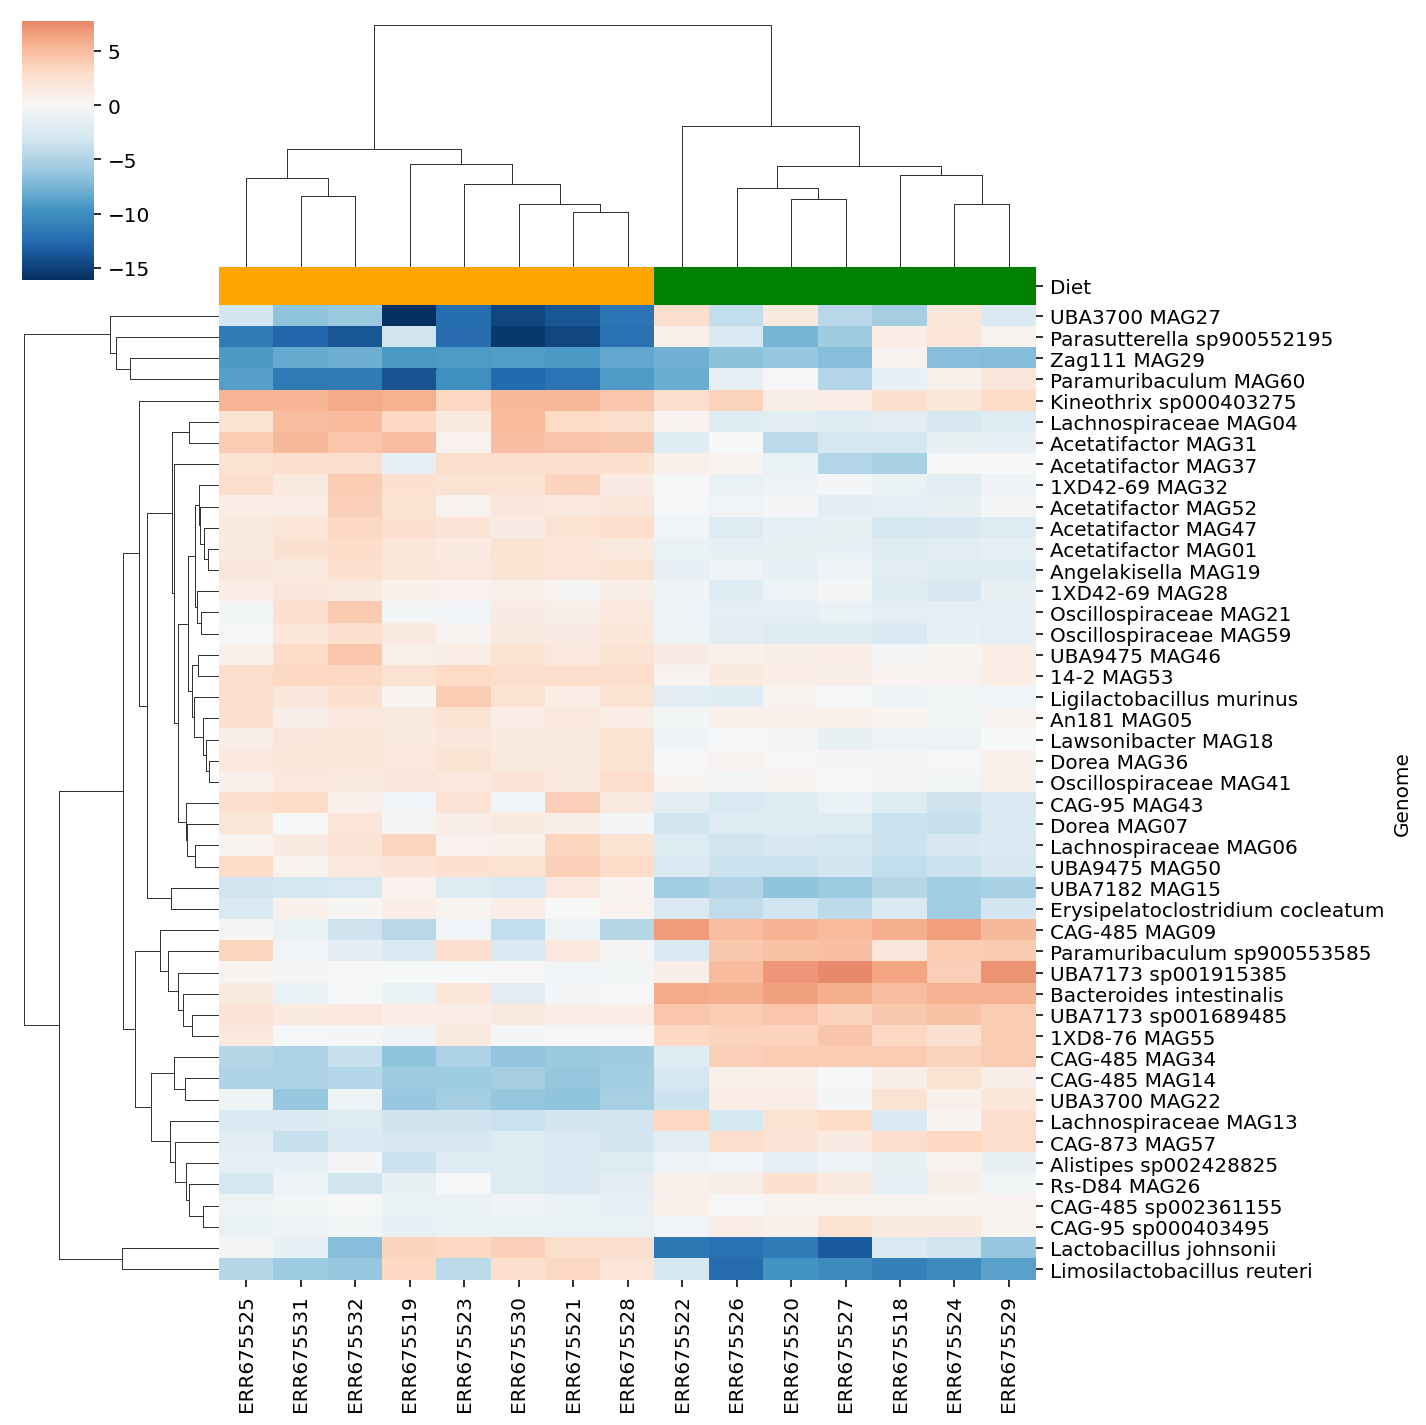 5
0
−5
−10
−15
Diet
UBA3700 MAG27
Parasutterella sp900552195
Zag111 MAG29
Paramuribaculum MAG60
Kineothrix sp000403275
Lachnospiraceae MAG04
Acetatifactor MAG31
Acetatifactor MAG37
1XD42-69 MAG32
Acetatifactor MAG52
Acetatifactor MAG47
Acetatifactor MAG01
Angelakisella MAG19
1XD42-69 MAG28
Oscillospiraceae MAG21
Oscillospiraceae MAG59
UBA9475 MAG46
14-2 MAG53
Ligilactobacillus murinus
An181 MAG05
Lawsonibacter MAG18
Dorea MAG36
Oscillospiraceae MAG41
CAG-95 MAG43
Dorea MAG07
Lachnospiraceae MAG06
UBA9475 MAG50
UBA7182 MAG15
Erysipelatoclostridium cocleatum
CAG-485 MAG09
Paramuribaculum sp900553585
UBA7173 sp001915385
Bacteroides intestinalis
UBA7173 sp001689485
1XD8-76 MAG55
CAG-485 MAG34
CAG-485 MAG14
UBA3700 MAG22
Lachnospiraceae MAG13
CAG-873 MAG57
Alistipes sp002428825
Rs-D84 MAG26
CAG-485 sp002361155
CAG-95 sp000403495
Lactobacillus johnsonii
Limosilactobacillus reuteri
Genome
ERR675525
ERR675531
ERR675532
ERR675519
ERR675523
ERR675530
ERR675521
ERR675528
ERR675522
ERR675526
ERR675520
ERR675527
ERR675518
ERR675524
ERR675529